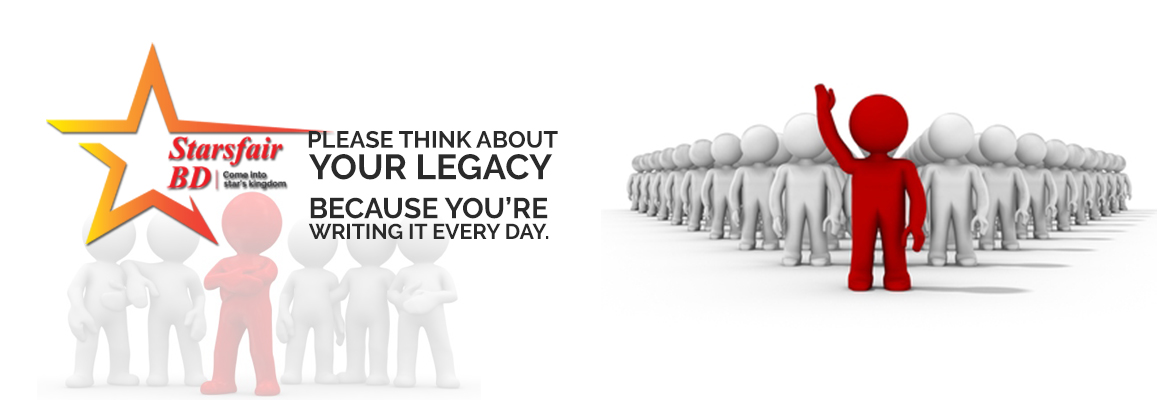 Starsfair
BD | Come into
star's kingdom
PLEASE THINK ABOUT
YOUR LEGACY
BECAUSE YOU'RE
WRITING IT EVERY DAY.